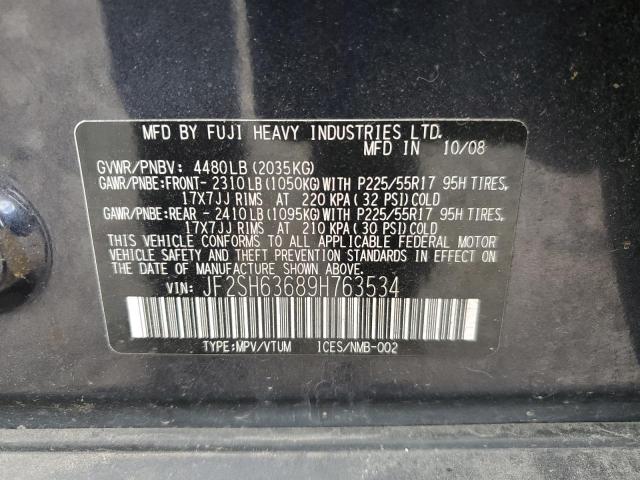 MFD BY FUJI HEAVY INDUSTRIES LTD.
MFD IN 10/08
GVWR/PNBV: 4480LB(2035KG)
GAWR/PNBE:FRONT- 2310LB(1050KG)WITH P225/55R17 95H TIRES,
17X7JJ RIMS AT 220 KPA(32 PSI)COLD
GAWR/PNBE:REAR - 2410LB(1095KG)WITH P225/55R17 95H TIRES,
17X7JJ RIMS AT 210 KPA(30 PSI)COLD
THIS VEHICLE CONFORMS TO ALL APPLICABLE FEDERAL MOTOR
VEHICLE SAFETY AND THEFT PREVENTION STANDARDS IN EFFECT
ON THE DATE OF MANUFACTURE SHOWN ABOVE.
VIN: JF2SH63689H763534
TYPE:MPV/VTUM ICES/NMB-002